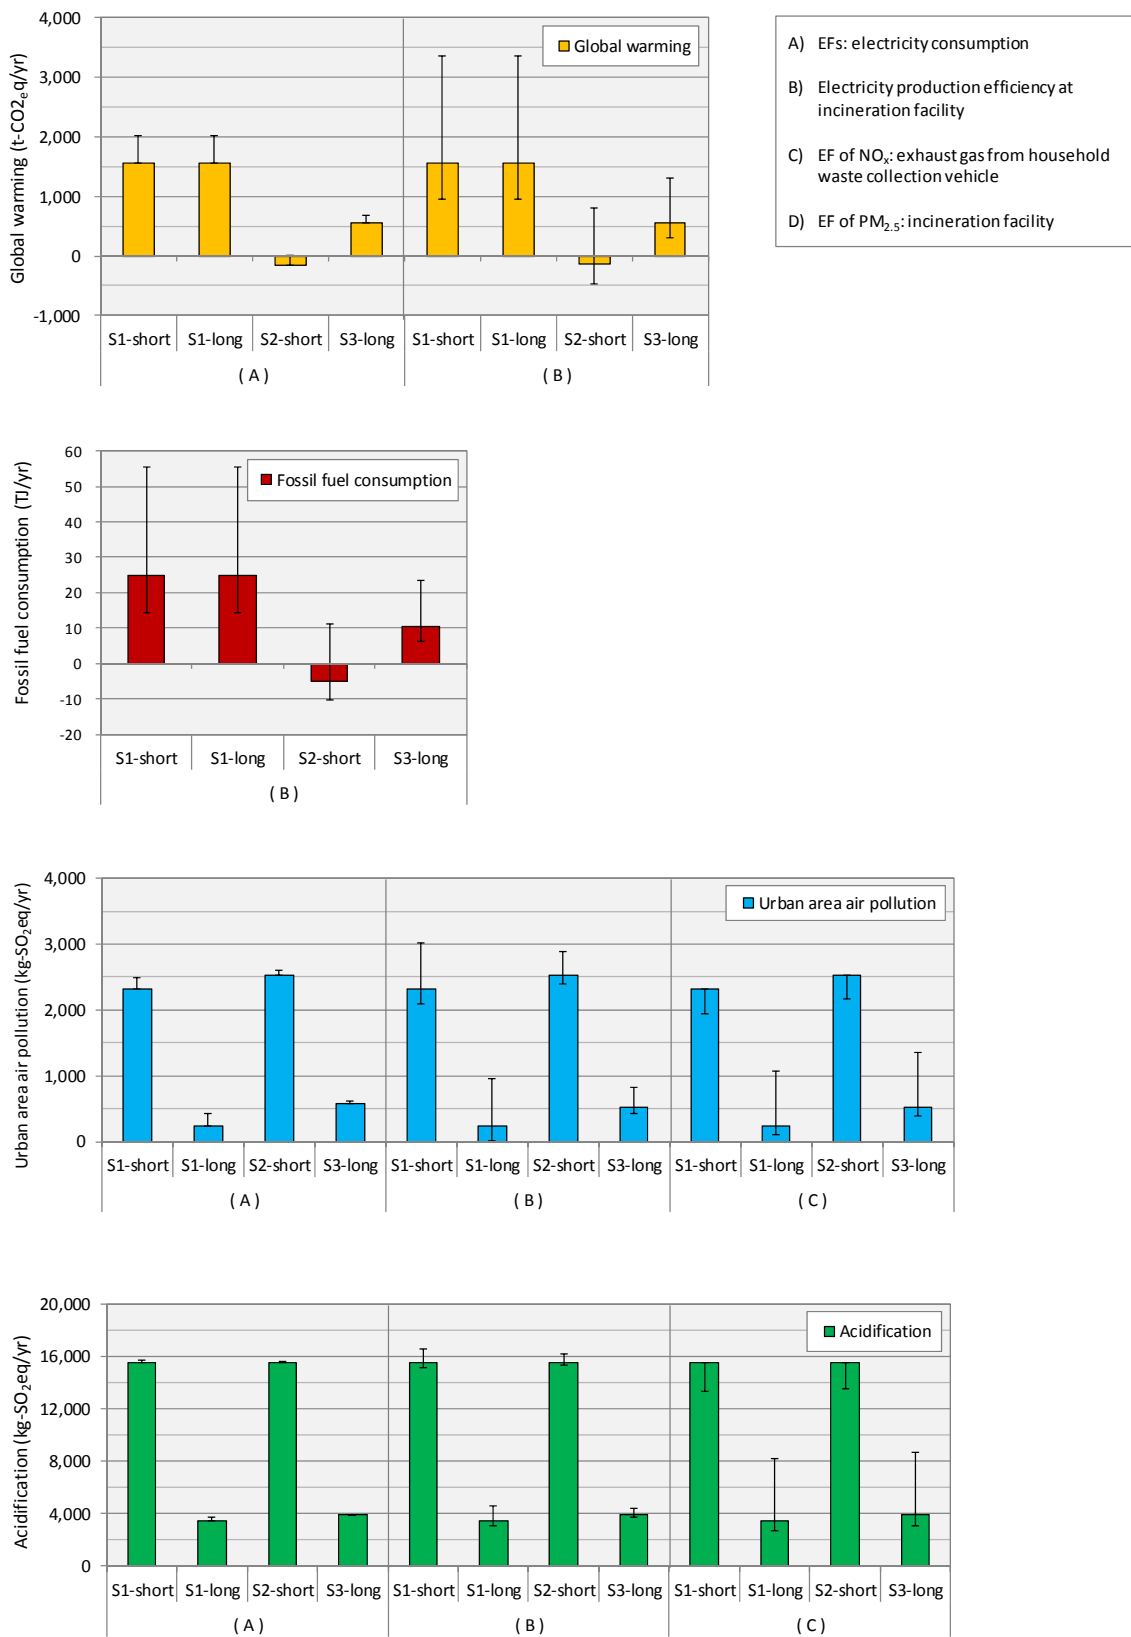 4,000
3,000
2,000
1,000
0
-1,000
Global warming (t-CO2ₑq/yr)
Global warming
S1-short S1-long S2-short S3-long S1-short S1-long S2-short S3-long
( A ) ( B )
A) EFs: electricity consumption
B) Electricity production efficiency at
incineration facility
C) EF of NOₓ: exhaust gas from household
waste collection vehicle
D) EF of PM₂.₅: incineration facility
60
50
40
30
20
10
0
-10
-20
Fossil fuel consumption (TJ/yr)
Fossil fuel consumption
S1-short S1-long S2-short S3-long
( B )
4,000
3,000
2,000
1,000
0
Urban area air pollution (kg-SO₂eq/yr)
Urban area air pollution
S1-short S1-long S2-short S3-long S1-short S1-long S2-short S3-long S1-short S1-long S2-short S3-long
( A ) ( B ) ( C )
20,000
16,000
12,000
8,000
4,000
0
Acidification (kg-SO₂eq/yr)
Acidification
S1-short S1-long S2-short S3-long S1-short S1-long S2-short S3-long S1-short S1-long S2-short S3-long
( A ) ( B ) ( C )